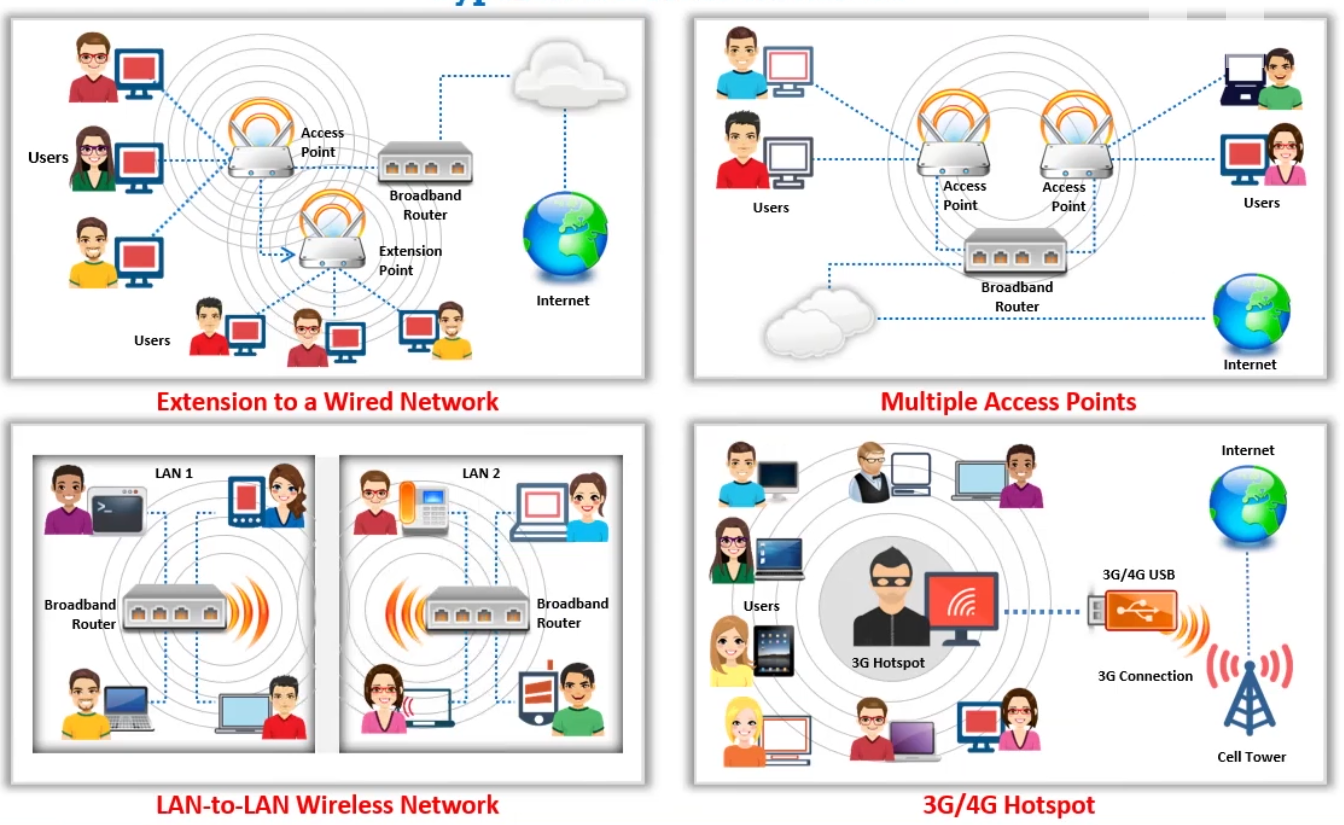 Access
Point
Users
Broadband
Router
Extension
Point
Internet
Users
Extension to a Wired Network
Users
Access
Point
Access
Point
Users
Broadband
Router
Internet
Multiple Access Points
LAN 1
Broadband
Router
LAN 2
Broadband
Router
>_
LAN-to-LAN Wireless Network
Internet
3G/4G USB
Users
3G Hotspot
3G Connection
Cell Tower
3G/4G Hotspot